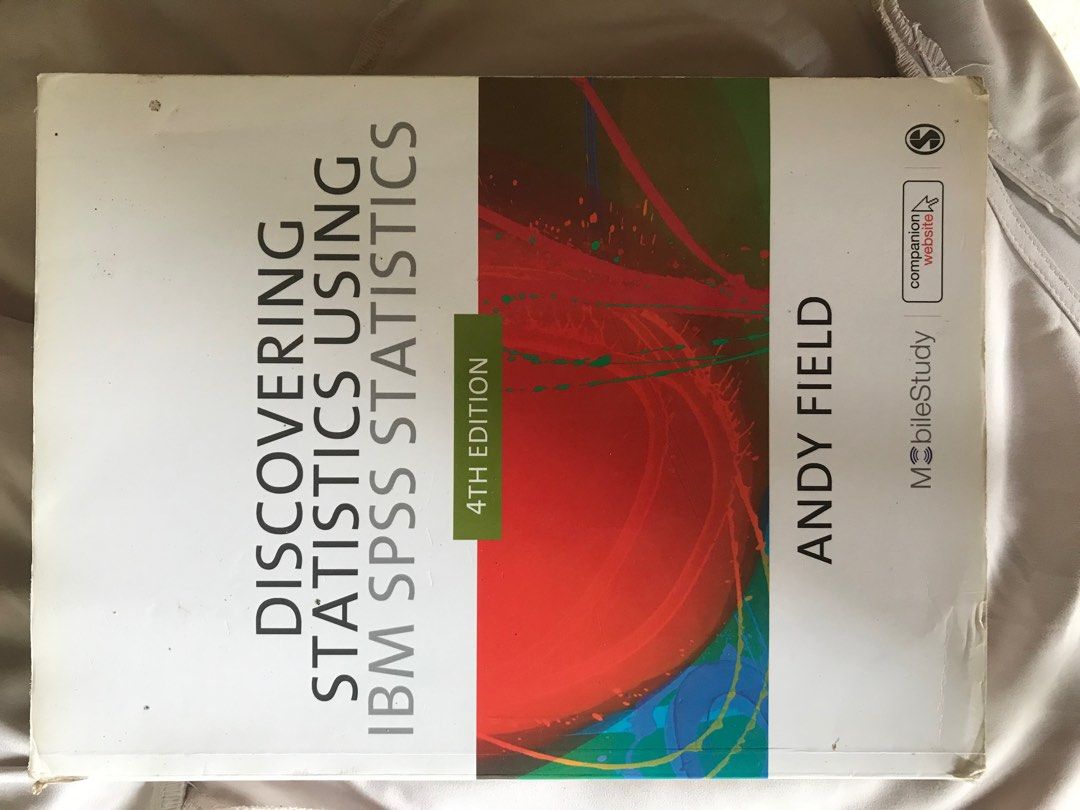 DISCOVERING
STATISTICS USING
IBM SPSS STATISTICS
4TH EDITION
ANDY FIELD
MobileStudy
companion
website
S